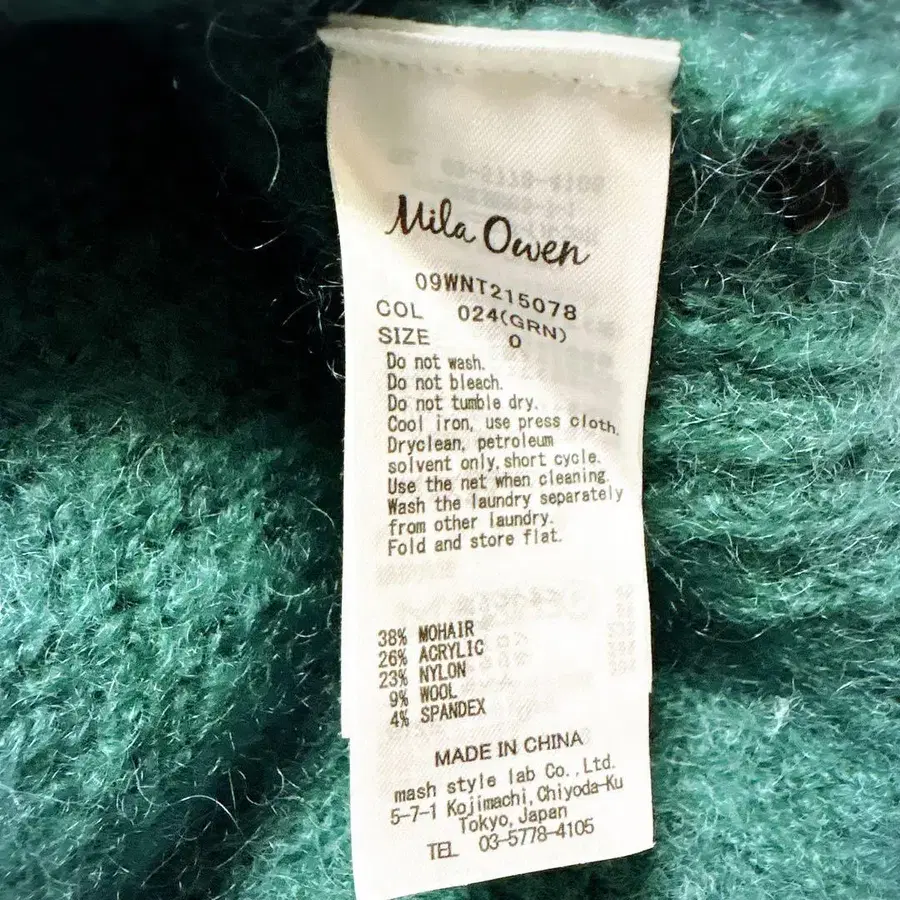 Mila Owen
09WNT215078
COL 024(GRN)
SIZE 0
Do not wash.
Do not bleach.
Do not tumble dry.
Cool iron, use press cloth.
Dryclean, petroleum
solvent only, short cycle.
Use the net when cleaning.
Wash the laundry separately
from other laundry.
Fold and store flat.
38% MOHAIR
26% ACRYLIC
23% NYLON
9% WOOL
4% SPANDEX
MADE IN CHINA
mash style lab Co., Ltd.
5-7-1 Kojimachi, Chiyoda-Ku
Tokyo, Japan
TEL 03-5778-4105